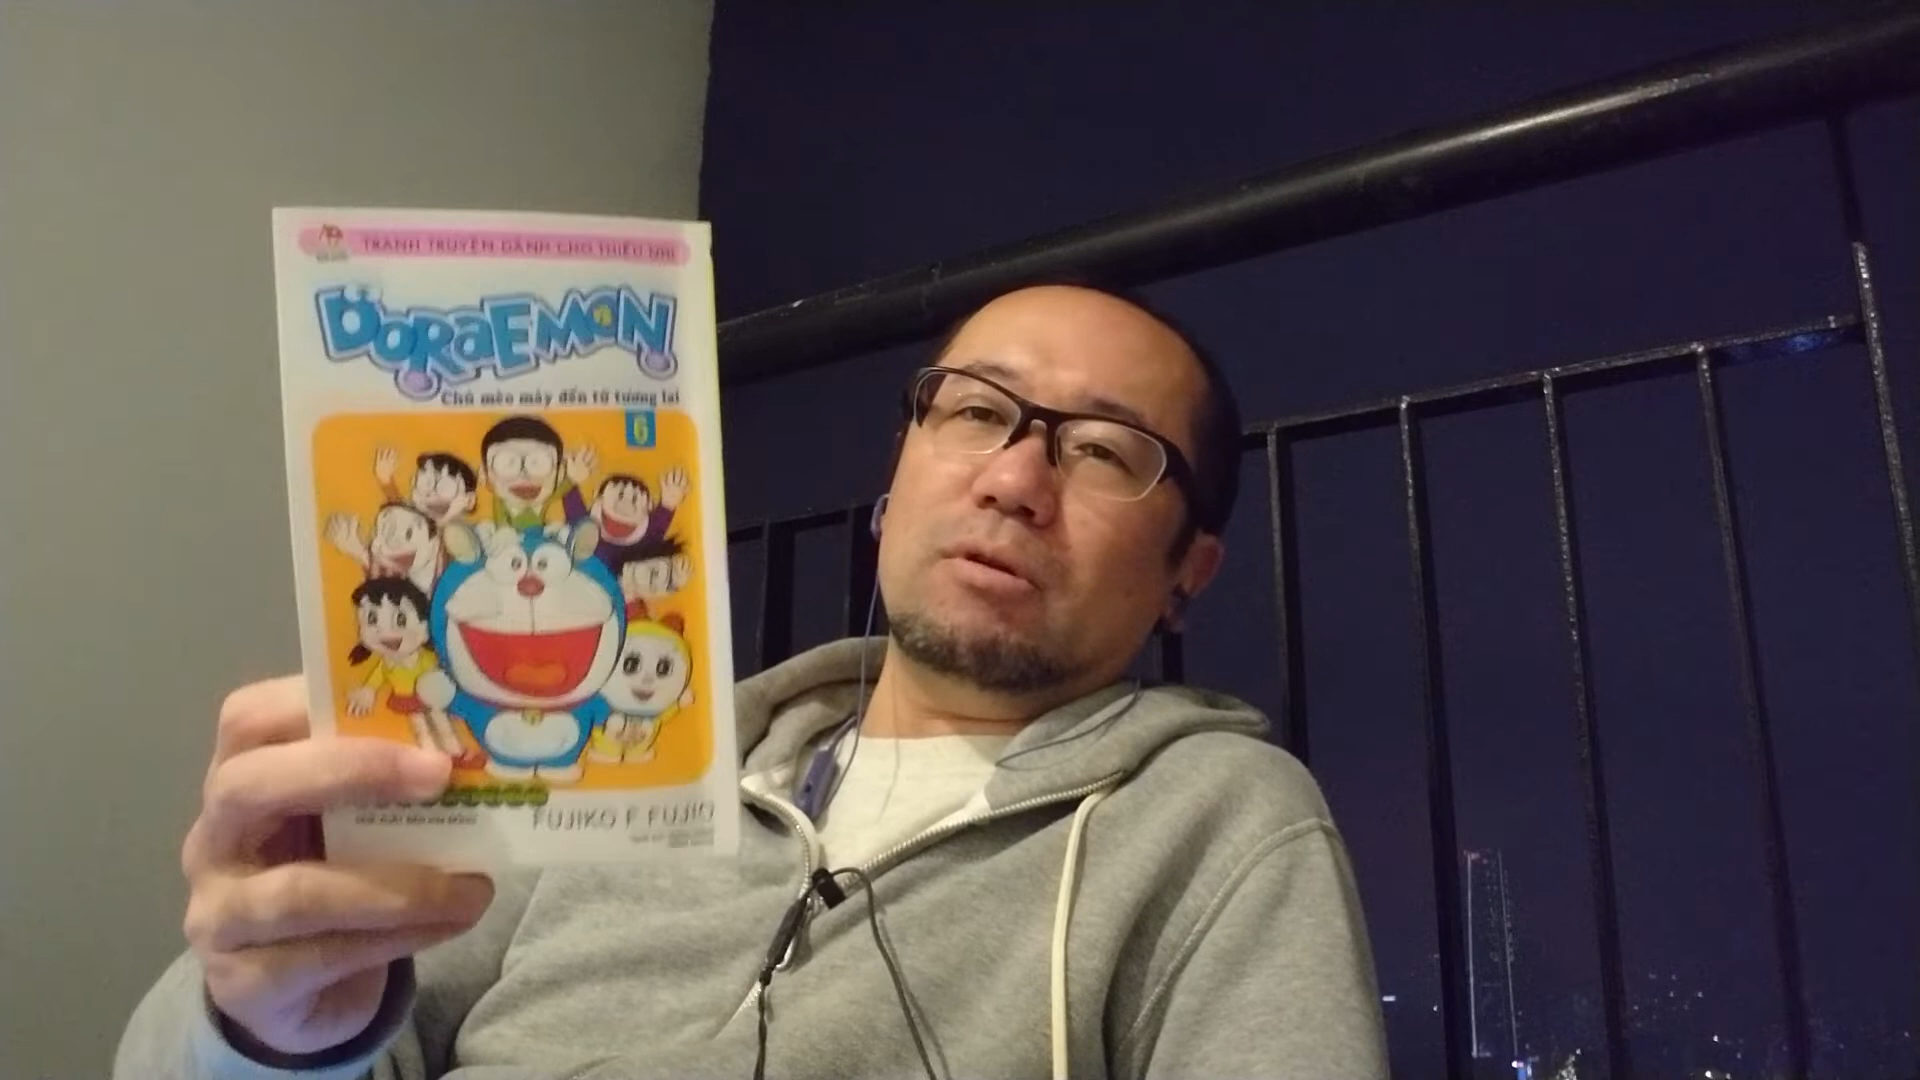 TRANH TRUYỆN DÀNH CHO THIẾU NHI
DORAEMON
Chú mèo máy đến từ tương lai
6
FUJIKO F FUJIO